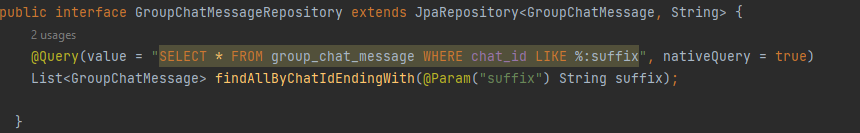 public interface GroupChatMessageRepository extends JpaRepository<GroupChatMessage, String> {
2 usages
@Query(value = "SELECT * FROM group_chat_message WHERE chat_id LIKE %:suffix", nativeQuery = true)
List<GroupChatMessage> findAllByChatIdEndingWith(@Param("suffix") String suffix);
}